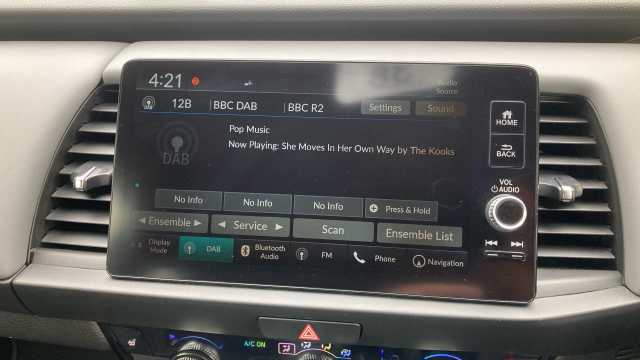 4:21
Audio Source
12B BBC DAB BBC R2 Settings Sound
HOME
DAB
Pop Music
Now Playing: She Moves In Her Own Way by The Kooks
BACK
VOL
AUDIO
No Info No Info No Info Press & Hold
Ensemble Service Scan Ensemble List
Display Mode DAB Bluetooth Audio FM Phone Navigation
A/C ON